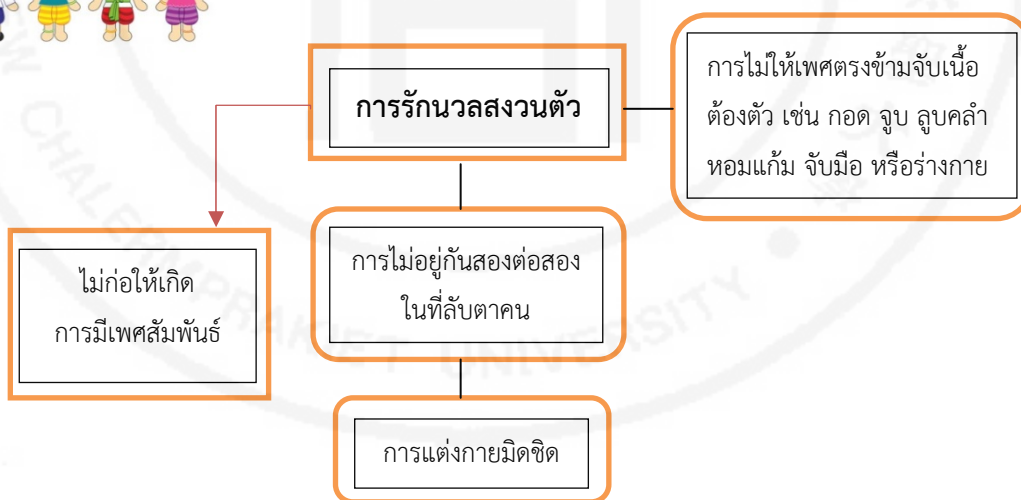 การรักนวลสงวนตัว
การไม่ให้เพศตรงข้ามจับเนื้อ
ต้องตัว เช่น กอด จูบ ลูบคลำ
หอมแก้ม จับมือ หรือร่างกาย
ไม่ก่อให้เกิด
การมีเพศสัมพันธ์
การไม่อยู่กันสองต่อสอง
ในที่ลับตาคน
การแต่งกายมิดชิด
CHALERMPRAKIET UNIVERSITY